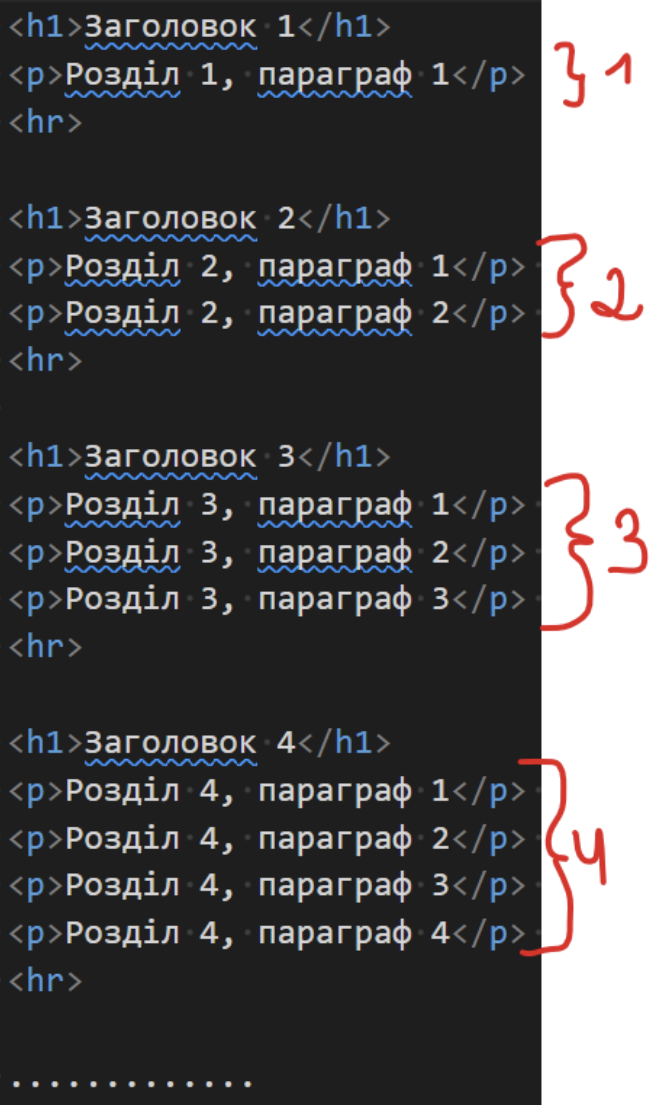 <h1>Заголовок 1</h1>
<p>Розділ 1, параграф 1</p> 1
<hr>
<h1>Заголовок 2</h1>
<p>Розділ 2, параграф 1</p> 2
<p>Розділ 2, параграф 2</p>
<hr>
<h1>Заголовок 3</h1>
<p>Розділ 3, параграф 1</p>
<p>Розділ 3, параграф 2</p> 3
<p>Розділ 3, параграф 3</p>
<hr>
<h1>Заголовок 4</h1>
<p>Розділ 4, параграф 1</p>
<p>Розділ 4, параграф 2</p> 4
<p>Розділ 4, параграф 3</p>
<p>Розділ 4, параграф 4</p>
<hr>
.............